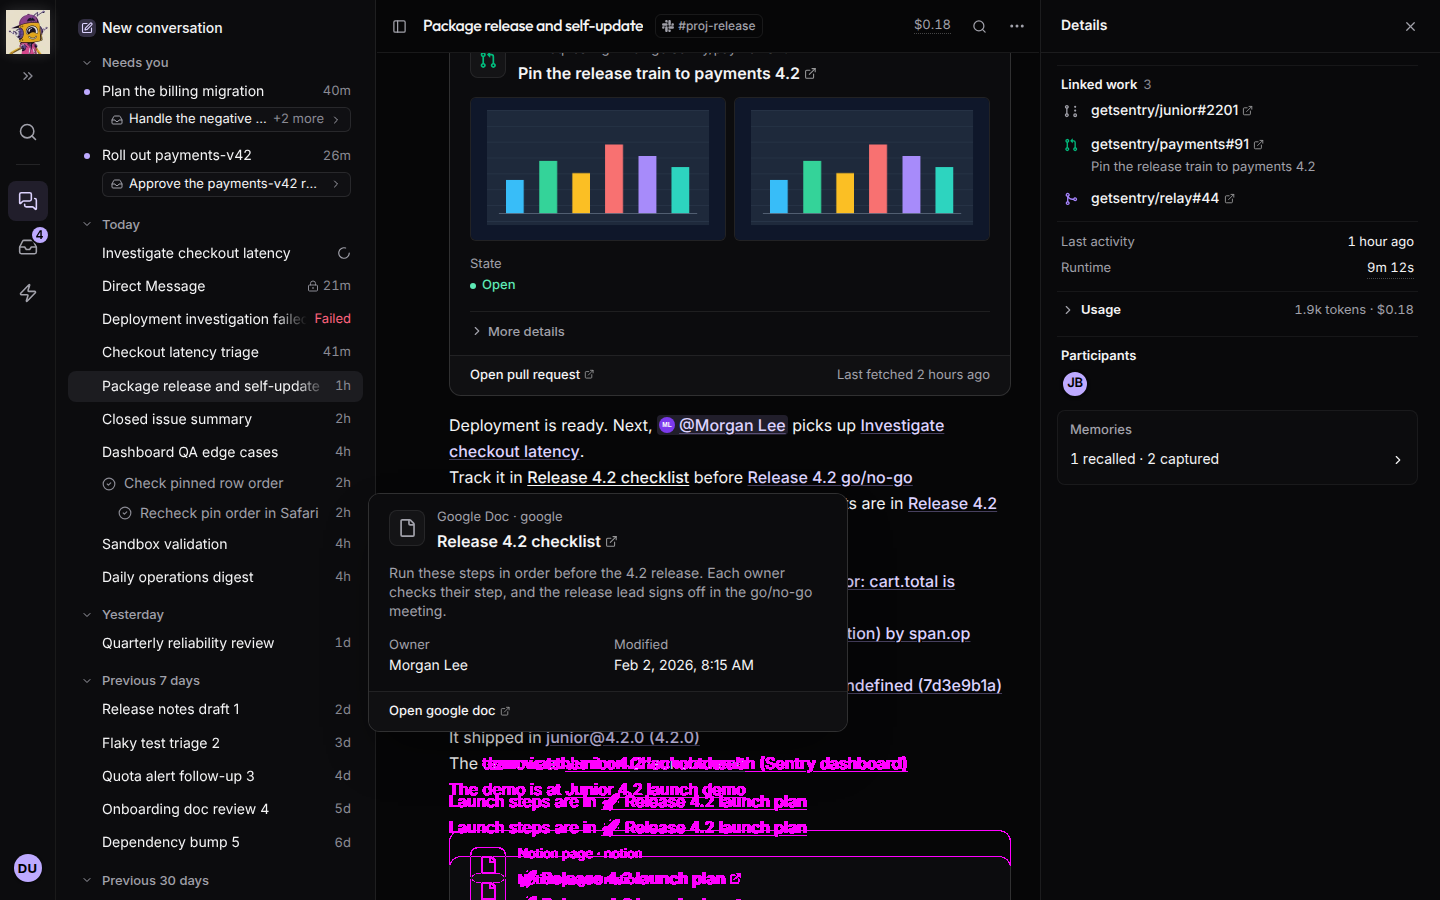 New conversation
Needs you
Plan the billing migration 40m
Handle the negative ... +2 more
Roll out payments-v42 26m
Approve the payments-v42 r...
Today
Investigate checkout latency
Direct Message 21m
Deployment investigation failed Failed
Checkout latency triage 41m
Package release and self-update 1h
Closed issue summary 2h
Dashboard QA edge cases 4h
Check pinned row order 2h
Recheck pin order in Safari 2h
Sandbox validation 4h
Daily operations digest 4h
Yesterday
Quarterly reliability review 1d
Previous 7 days
Release notes draft 1 2d
Flaky test triage 2 3d
Quota alert follow-up 3 4d
Onboarding doc review 4 5d
Dependency bump 5 6d
Previous 30 days
4
DU
Package release and self-update #proj-release $0.18
Pin the release train to payments 4.2
State
Open
More details
Open pull request Last fetched 2 hours ago
Deployment is ready. Next, ML @Morgan Lee picks up Investigate
checkout latency.
Track it in Release 4.2 checklist before Release 4.2 go/no-go
s are in Release 4.2
Google Doc · google
Release 4.2 checklist
Run these steps in order before the 4.2 release. Each owner
checks their step, and the release lead signs off in the go/no-go
meeting.
Owner Modified
Morgan Lee Feb 2, 2026, 8:15 AM
Open google doc
or: cart.total is
tion) by span.op
ndefined (7d3e9b1a)
It shipped in junior@4.2.0 (4.2.0)
The (Sentry dashboard)
The demo is at Junior 4.2 launch demo
Launch steps are in 🚀 Release 4.2 launch plan
Launch steps are in 🚀 Release 4.2 launch plan
Notion page · notion
launch plan
Details
Linked work 3
getsentry/junior#2201
getsentry/payments#91
Pin the release train to payments 4.2
getsentry/relay#44
Last activity 1 hour ago
Runtime 9m 12s
Usage 1.9k tokens · $0.18
Participants
JB
Memories
1 recalled · 2 captured